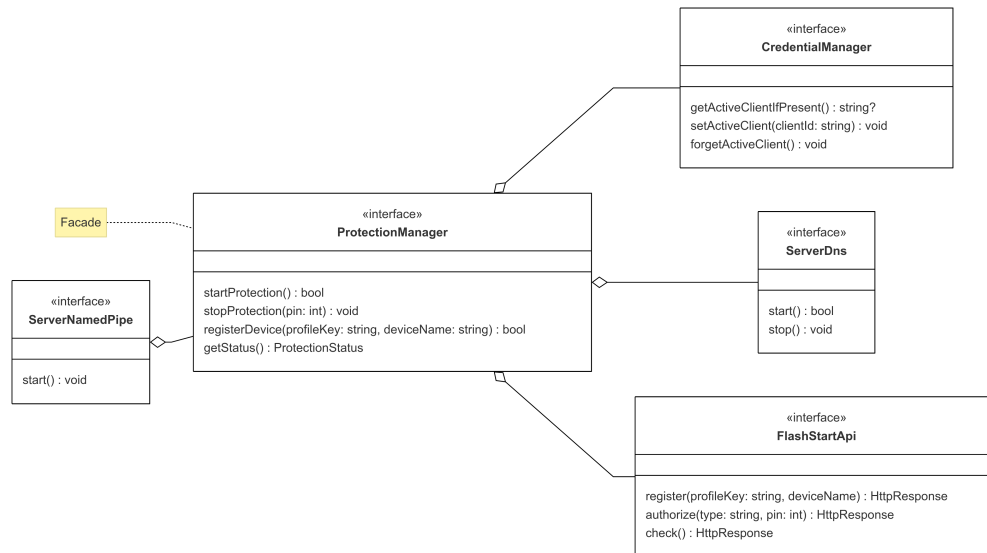 «interface»
CredentialManager
getActiveClientIfPresent() : string?
setActiveClient(clientId: string) : void
forgetActiveClient() : void
«interface»
ProtectionManager
startProtection() : bool
stopProtection(pin: int) : void
registerDevice(profileKey: string, deviceName: string) : bool
getStatus() : ProtectionStatus
Facade
«interface»
ServerDns
start() : bool
stop() : void
«interface»
ServerNamedPipe
start() : void
«interface»
FlashStartApi
register(profileKey: string, deviceName) : HttpResponse
authorize(type: string, pin: int) : HttpResponse
check() : HttpResponse